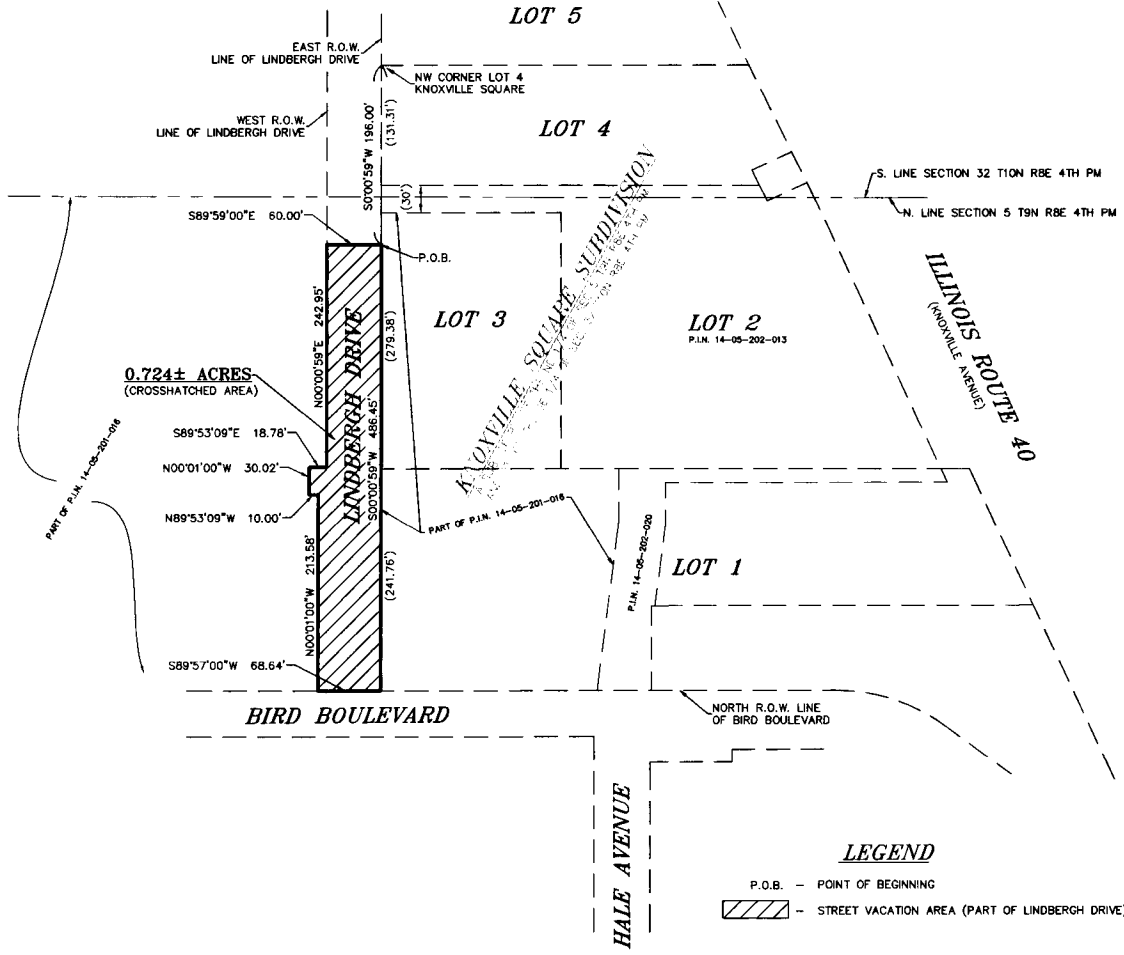 LOT 5
EAST R.O.W.
LINE OF LINDBERGH DRIVE
NW CORNER LOT 4
KNOXVILLE SQUARE
WEST R.O.W.
LINE OF LINDBERGH DRIVE
S0°00'59"W 196.00'
(131.31')
LOT 4
(30')
S. LINE SECTION 32 T10N R8E 4TH PM
N. LINE SECTION 5 T9N R8E 4TH PM
S89°59'00"E 60.00'
P.O.B.
KNOXVILLE SQUARE SUBDIVISION
ILLINOIS ROUTE 40
(KNOXVILLE AVENUE)
N00°00'59"E 242.95'
LINDBERGH DRIVE
(279.38')
LOT 3
LOT 2
P.I.N. 14-05-202-013
0.724± ACRES
(CROSSHATCHED AREA)
S00°00'59"W 486.45'
S89°53'09"E 18.78'
N00°01'00"W 30.02'
N89°53'09"W 10.00'
PART OF P.I.N. 14-05-201-016
PART OF P.I.N. 14-05-201-016
P.I.N. 14-05-202-020
LOT 1
N00°01'00"W 213.58'
(241.76')
S89°57'00"W 68.64'
BIRD BOULEVARD
NORTH R.O.W. LINE
OF BIRD BOULEVARD
HALE AVENUE
LEGEND
P.O.B. - POINT OF BEGINNING
- STREET VACATION AREA (PART OF LINDBERGH DRIVE)